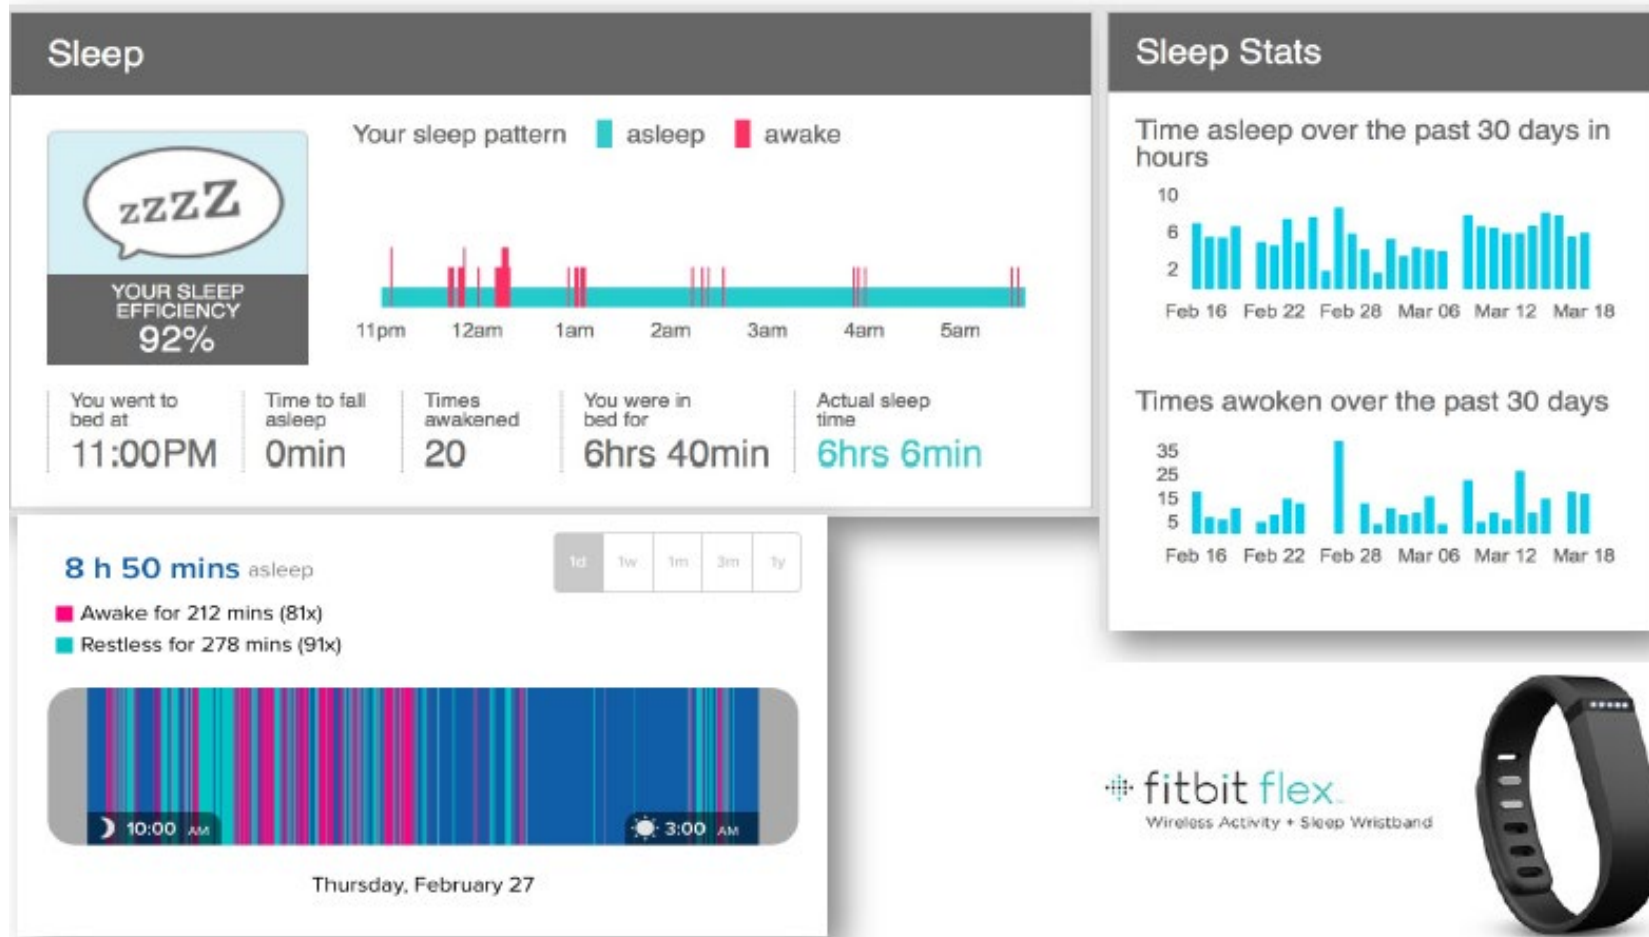 Sleep
zzzZ
YOUR SLEEP
EFFICIENCY
92%
Your sleep pattern asleep awake
11pm 12am 1am 2am 3am 4am 5am
You went to
bed at
11:00PM
Time to fall
asleep
0min
Times
awakened
20
You were in
bed for
6hrs 40min
Actual sleep
time
6hrs 6min
Sleep Stats
Time asleep over the past 30 days in
hours
10
6
2
Feb 16 Feb 22 Feb 28 Mar 06 Mar 12 Mar 18
Times awoken over the past 30 days
35
25
15
5
Feb 16 Feb 22 Feb 28 Mar 06 Mar 12 Mar 18
8 h 50 mins asleep
1d 1w 1m 3m 1y
Awake for 212 mins (81x)
Restless for 278 mins (91x)
10:00 AM 3:00 AM
Thursday, February 27
fitbit flex
Wireless Activity + Sleep Wristband